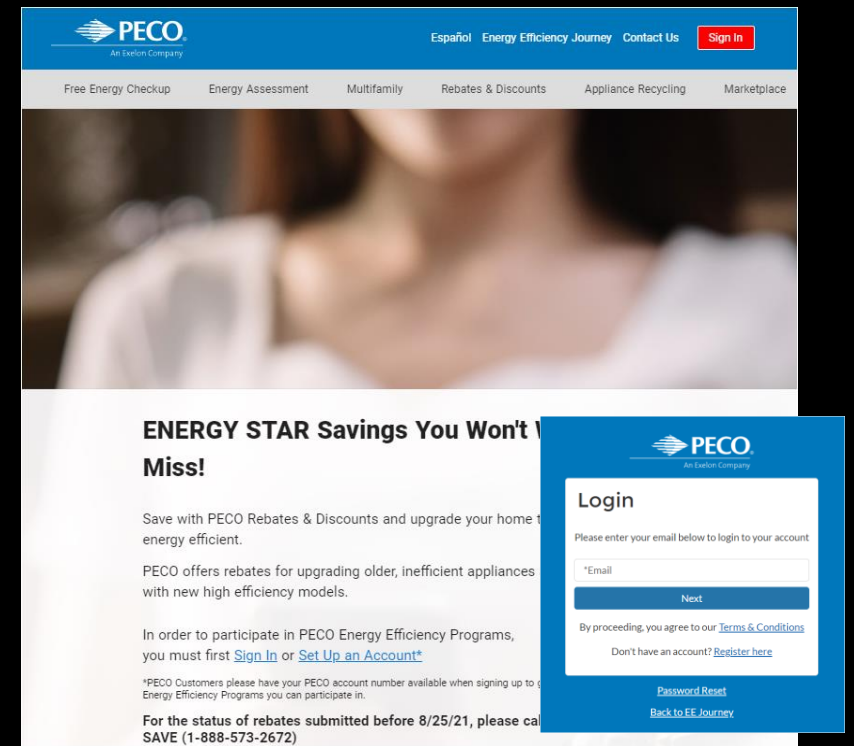 PECO.
An Exelon Company
Español Energy Efficiency Journey Contact Us Sign In
Free Energy Checkup Energy Assessment Multifamily Rebates & Discounts Appliance Recycling Marketplace
ENERGY STAR Savings You Won't
Miss!
Save with PECO Rebates & Discounts and upgrade your home
energy efficient.
PECO offers rebates for upgrading older, inefficient appliances
with new high efficiency models.
In order to participate in PECO Energy Efficiency Programs,
you must first Sign In or Set Up an Account*
*PECO Customers please have your PECO account number available when signing up to
Energy Efficiency Programs you can participate in.
For the status of rebates submitted before 8/25/21, please
SAVE (1-888-573-2672)
PECO.
An Exelon Company
Login
Please enter your email below to login to your account
*Email
Next
By proceeding, you agree to our Terms & Conditions
Don't have an account? Register here
Password Reset
Back to EE Journey